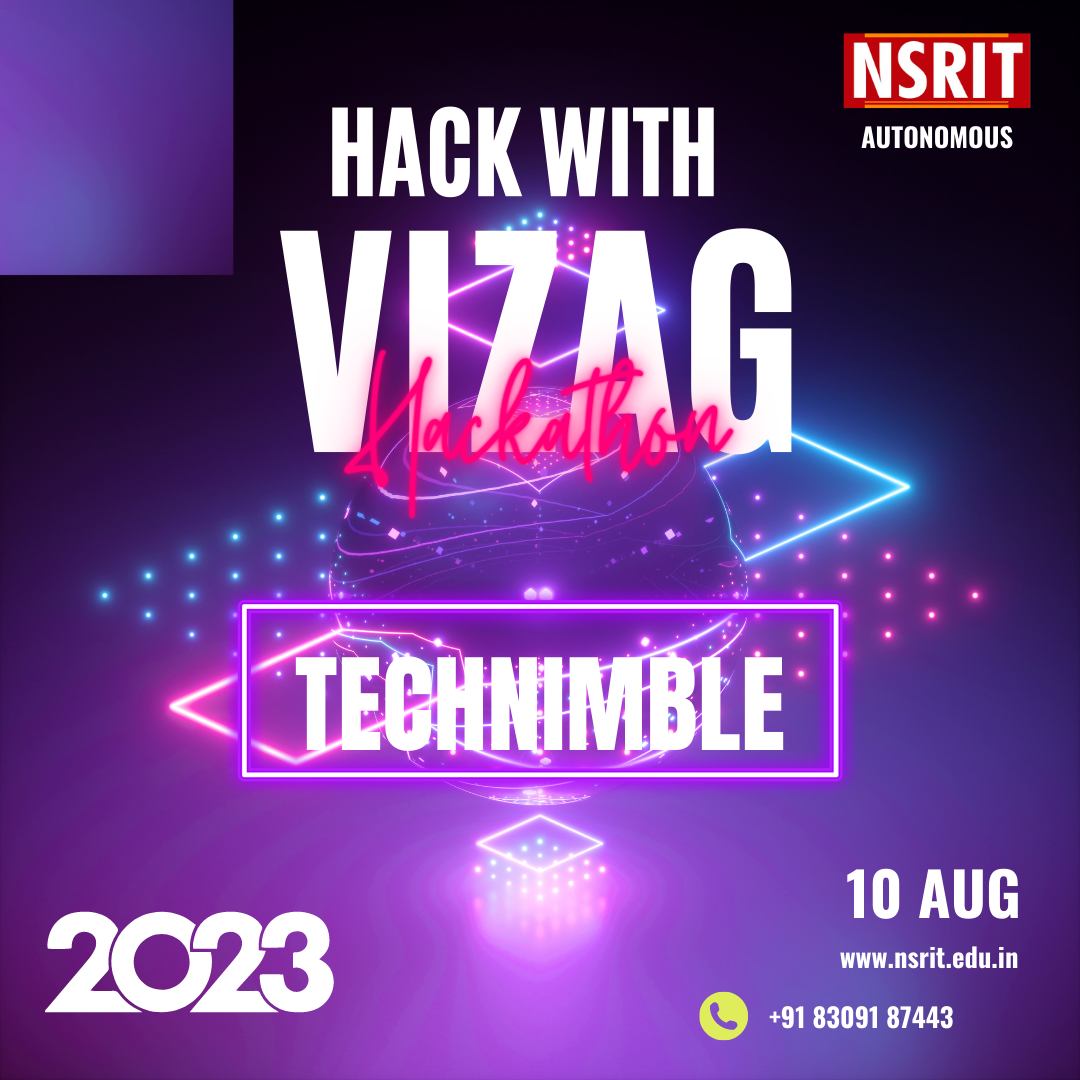 NSRIT
AUTONOMOUS
HACK WITH
VIZAG
Hackathon
TECHNIMBLE
2023
10 AUG
www.nsrit.edu.in
+91 83091 87443